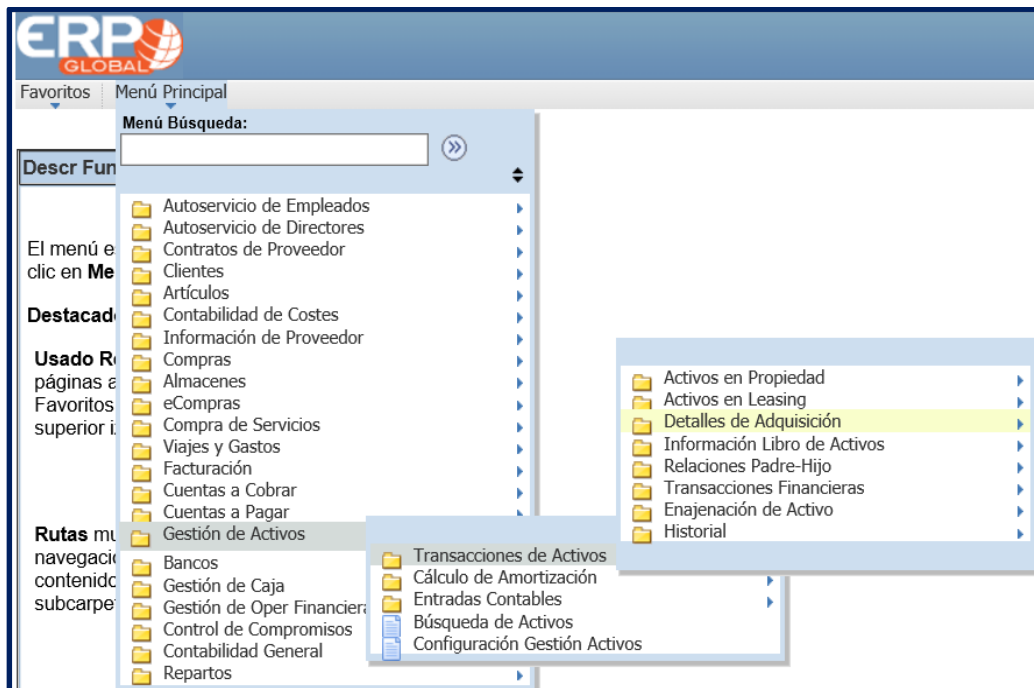 ERP
GLOBAL
Favoritos
Menú Principal
Menú Búsqueda:
Descr Fun
El menú e
clic en Me
Destacad
Usado R
páginas a
Favoritos
superior i
Rutas mu
navegaci
contenido
subcarpe
Autoservicio de Empleados
Autoservicio de Directores
Contratos de Proveedor
Clientes
Artículos
Contabilidad de Costes
Información de Proveedor
Compras
Almacenes
eCompras
Compra de Servicios
Viajes y Gastos
Facturación
Cuentas a Cobrar
Cuentas a Pagar
Gestión de Activos
Bancos
Gestión de Caja
Gestión de Oper Financier
Control de Compromisos
Contabilidad General
Repartos
Transacciones de Activos
Cálculo de Amortización
Entradas Contables
Búsqueda de Activos
Configuración Gestión Activos
Activos en Propiedad
Activos en Leasing
Detalles de Adquisición
Información Libro de Activos
Relaciones Padre-Hijo
Transacciones Financieras
Enajenación de Activo
Historial